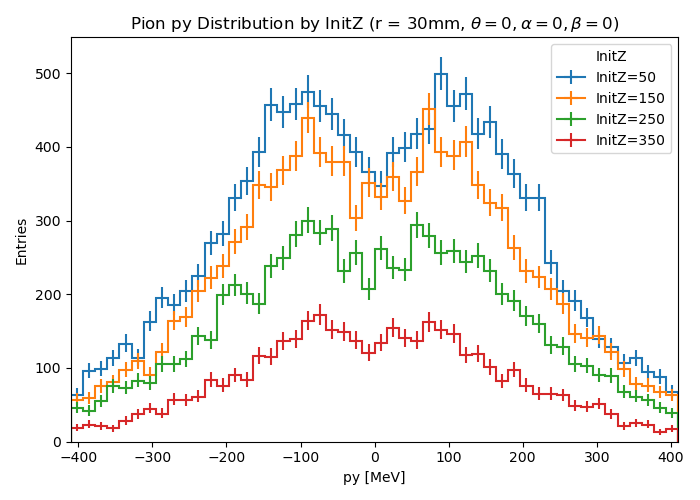 Pion py Distribution by InitZ (r = 30mm, θ = 0, α = 0, β = 0)
InitZ
InitZ=50
InitZ=150
InitZ=250
InitZ=350
Entries
500
400
300
200
100
0
−400 −300 −200 −100 0 100 200 300 400
py [MeV]